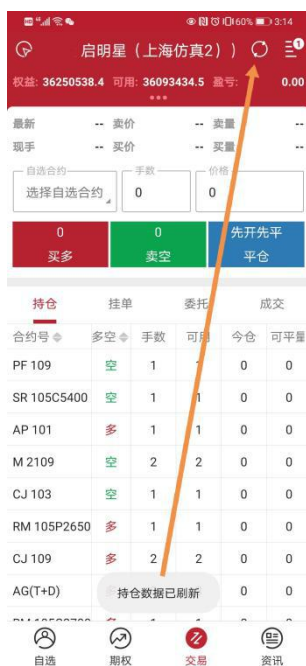 60% 3:14
启明星（上海仿真2））
0
权益: 36250538.4 可用: 36093434.5 盈亏: 0.00
最新 -- 卖价 -- 卖量 --
现手 -- 买价 -- 买量 --
自选合约 手数 价格
选择自选合约 0 0
0 0 先开先平
买多 卖空 平仓
持仓 挂单 委托 成交
合约号 多空 手数 可用 今仓 可平量
PF 109 空 1 1 0 0
SR 105C5400 空 1 1 0 0
AP 101 多 1 1 0 0
M 2109 空 2 2 0 0
CJ 103 空 1 1 0 0
RM 105P2650 多 1 1 0 0
CJ 109 多 2 2 0 0
AG(T+D) 0 0
持仓数据已刷新
自选 期权 交易 资讯